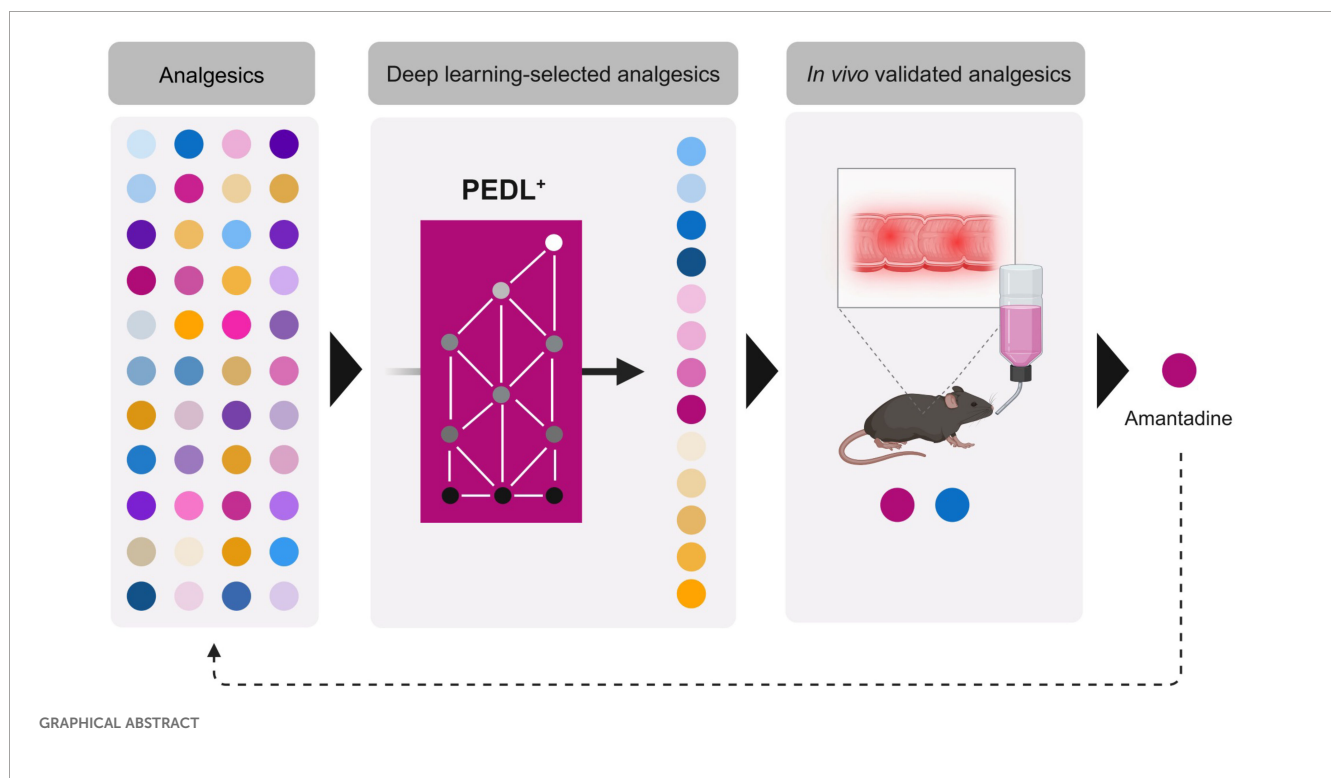 Analgesics
Deep learning-selected analgesics
In vivo validated analgesics
PEDL+
Amantadine
GRAPHICAL ABSTRACT